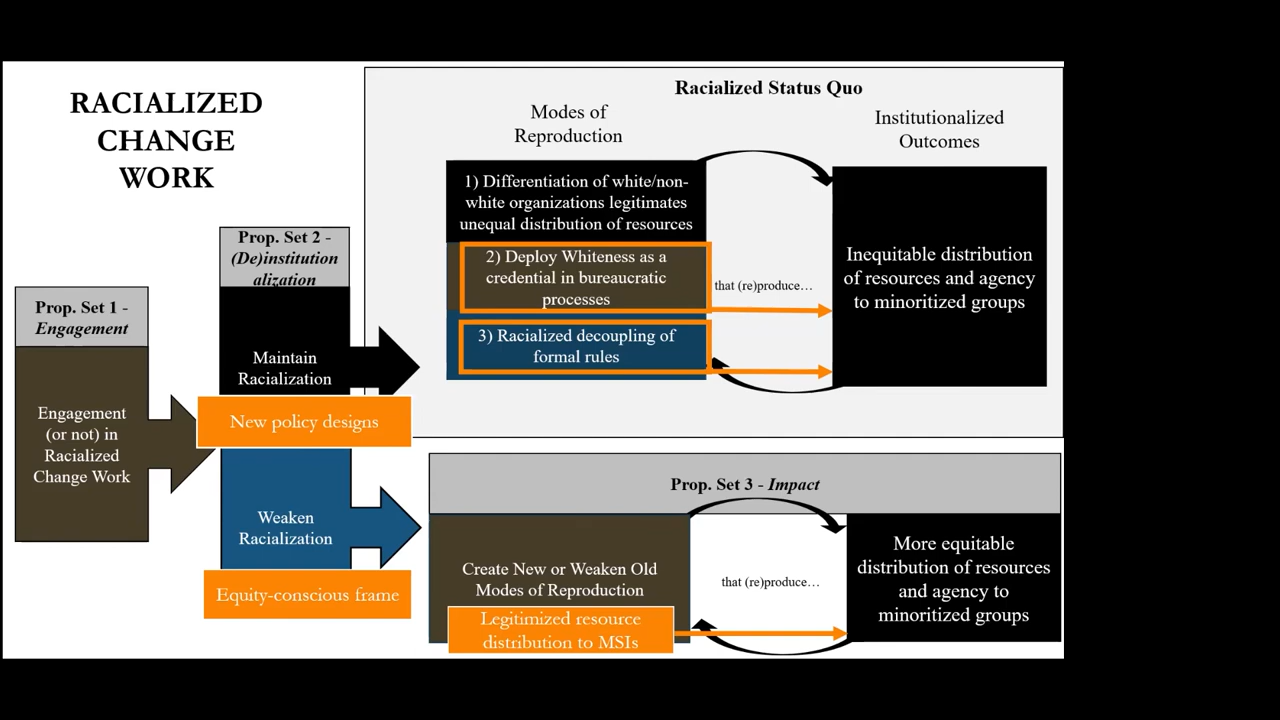 RACIALIZED
CHANGE
WORK
Racialized Status Quo
Modes of
Reproduction
Institutionalized
Outcomes
1) Differentiation of white/non-
white organizations legitimates
unequal distribution of resources
2) Deploy Whiteness as a
credential in bureaucratic
processes
3) Racialized decoupling of
formal rules
that (re)produce…
Inequitable distribution
of resources and agency
to minoritized groups
Prop. Set 1 -
Engagement
Engagement
(or not) in
Racialized
Change Work
Prop. Set 2 -
(De)institution
alization
Maintain
Racialization
New policy designs
Weaken
Racialization
Equity-conscious frame
Prop. Set 3 - Impact
Create New or Weaken Old
Modes of Reproduction
Legitimized resource
distribution to MSIs
that (re)produce…
More equitable
distribution of resources
and agency to
minoritized groups